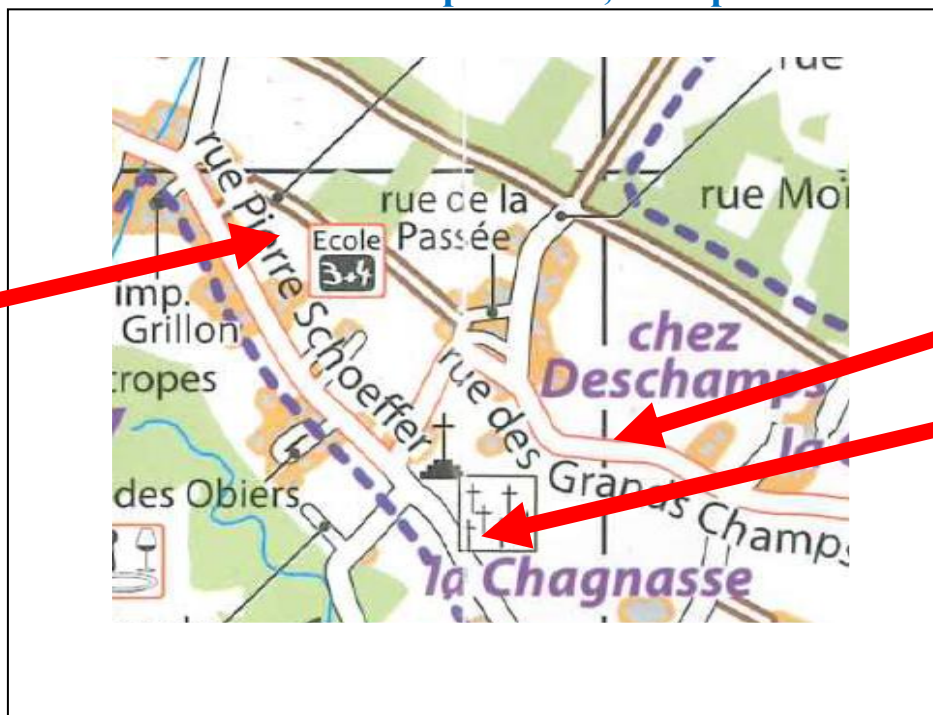 rue Pierre Schoeffer
rue de la
Passée
Ecole
3+4
rue
rue Moi
imp.
Grillon
tropes
chez
Deschamps
rue des Grands Champs
des Obiers
la Chagnasse
la